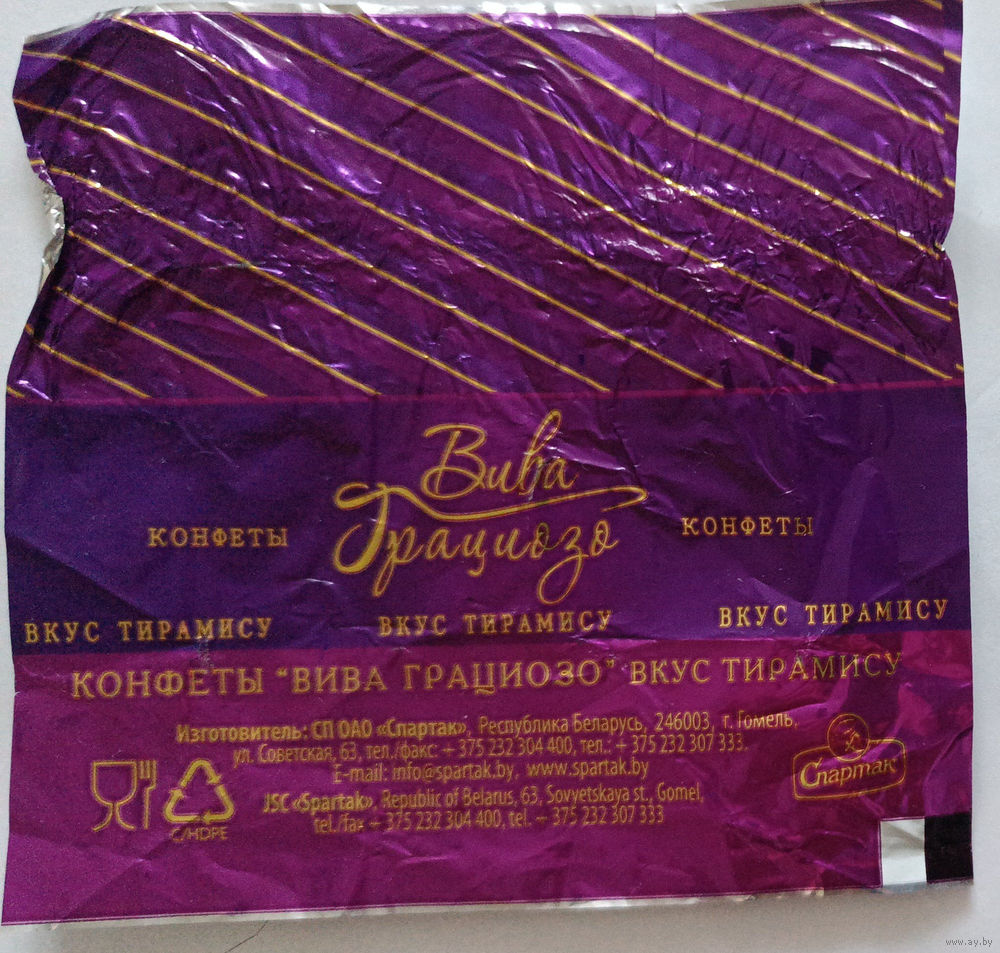 Вива
Грациозо
КОНФЕТЫ
КОНФЕТЫ
ВКУС ТИРАМИСУ
ВКУС ТИРАМИСУ
ВКУС ТИРАМИСУ
КОНФЕТЫ "ВИВА ГРАЦИОЗО" ВКУС ТИРАМИСУ
Изготовитель: СП ОАО «Спартак», Республика Беларусь, 246003, г. Гомель,
ул. Советская, 63, тел./факс: +375 232 304 400, тел.: +375 232 307 333.
E-mail: info@spartak.by, www.spartak.by
JSC «Spartak», Republic of Belarus, 63, Sovyetskaya st., Gomel,
tel./fax +375 232 304 400, tel. +375 232 307 333
C/HDPE
Спартак
www.ay.by